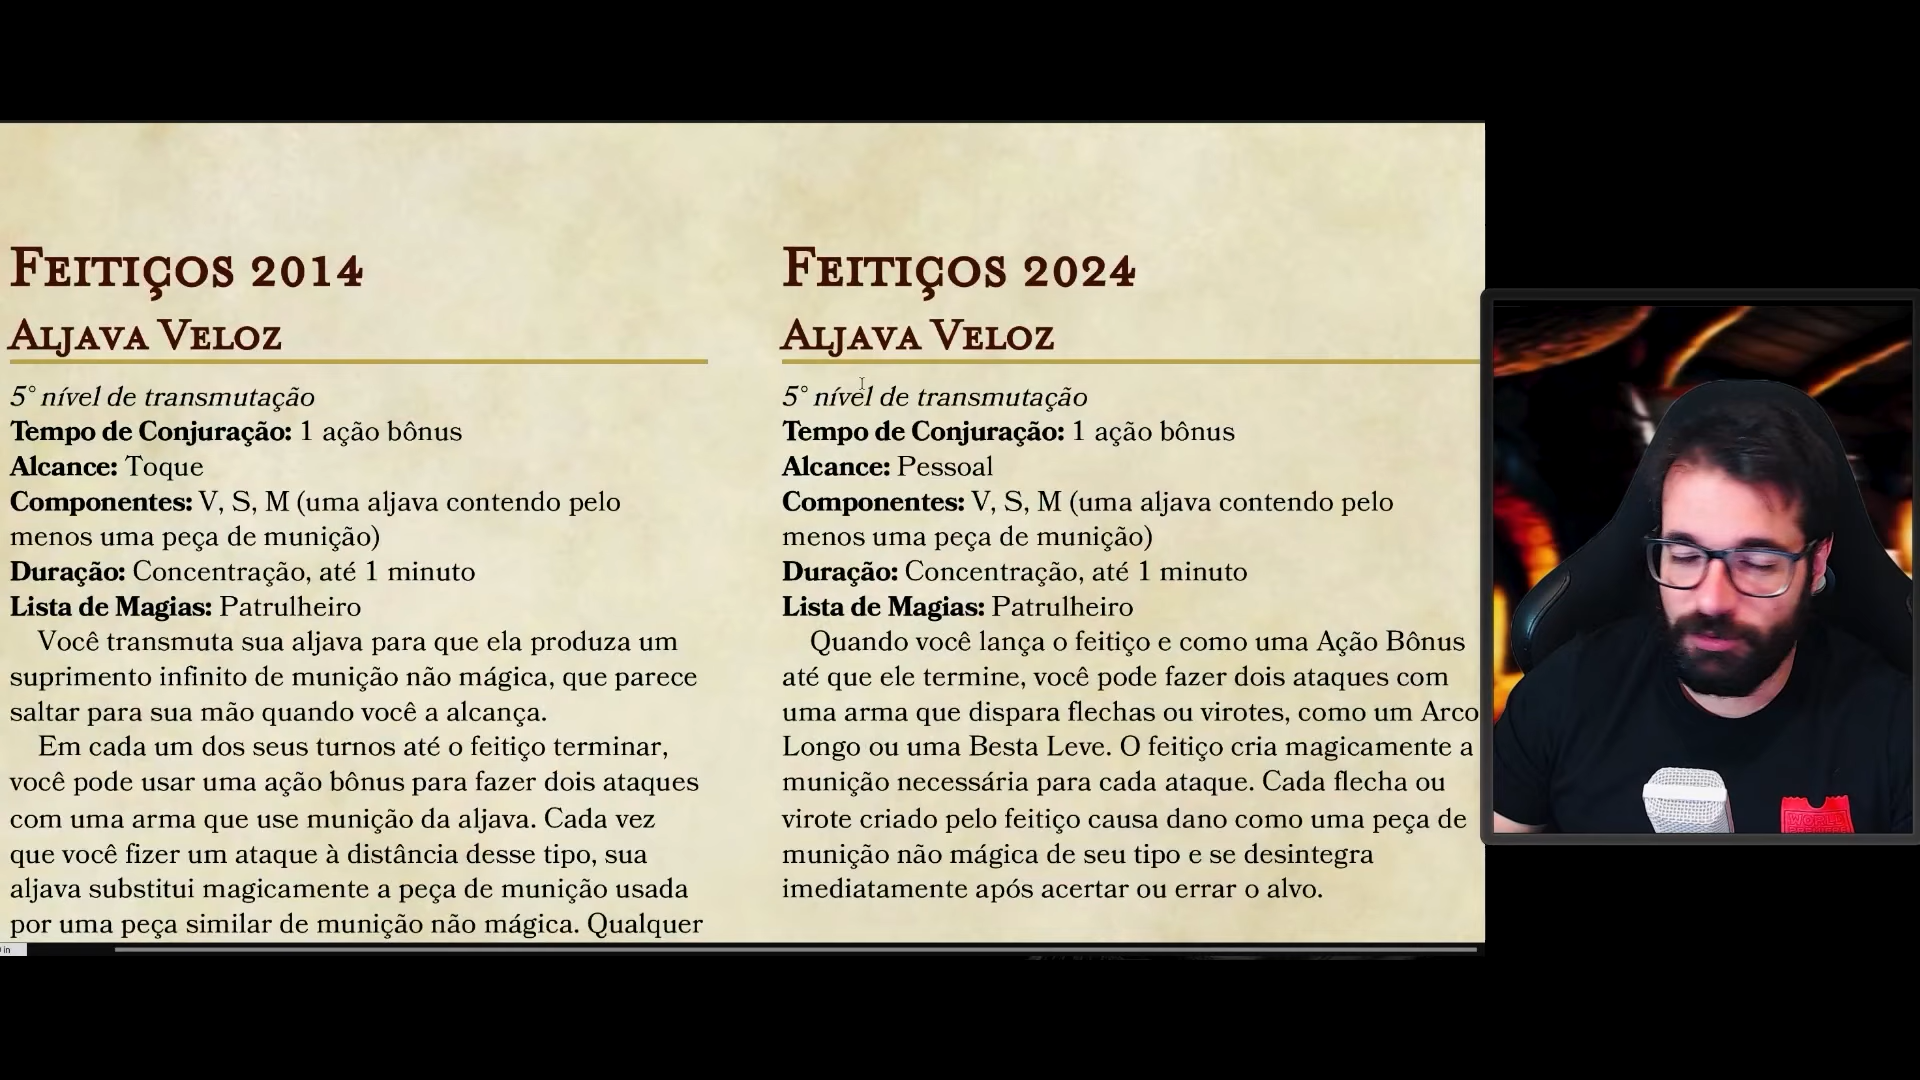 Feitiços 2014
Aljava Veloz
5° nível de transmutação
Tempo de Conjuração: 1 ação bônus
Alcance: Toque
Componentes: V, S, M (uma aljava contendo pelo
menos uma peça de munição)
Duração: Concentração, até 1 minuto
Lista de Magias: Patrulheiro
Você transmuta sua aljava para que ela produza um
suprimento infinito de munição não mágica, que parece
saltar para sua mão quando você a alcança.
Em cada um dos seus turnos até o feitiço terminar,
você pode usar uma ação bônus para fazer dois ataques
com uma arma que use munição da aljava. Cada vez
que você fizer um ataque à distância desse tipo, sua
aljava substitui magicamente a peça de munição usada
por uma peça similar de munição não mágica. Qualquer
Feitiços 2024
Aljava Veloz
5° nível de transmutação
Tempo de Conjuração: 1 ação bônus
Alcance: Pessoal
Componentes: V, S, M (uma aljava contendo pelo
menos uma peça de munição)
Duração: Concentração, até 1 minuto
Lista de Magias: Patrulheiro
Quando você lança o feitiço e como uma Ação Bônus
até que ele termine, você pode fazer dois ataques com
uma arma que dispara flechas ou virotes, como um Arco
Longo ou uma Besta Leve. O feitiço cria magicamente a
munição necessária para cada ataque. Cada flecha ou
virote criado pelo feitiço causa dano como uma peça de
munição não mágica de seu tipo e se desintegra
imediatamente após acertar ou errar o alvo.
in
WORLD